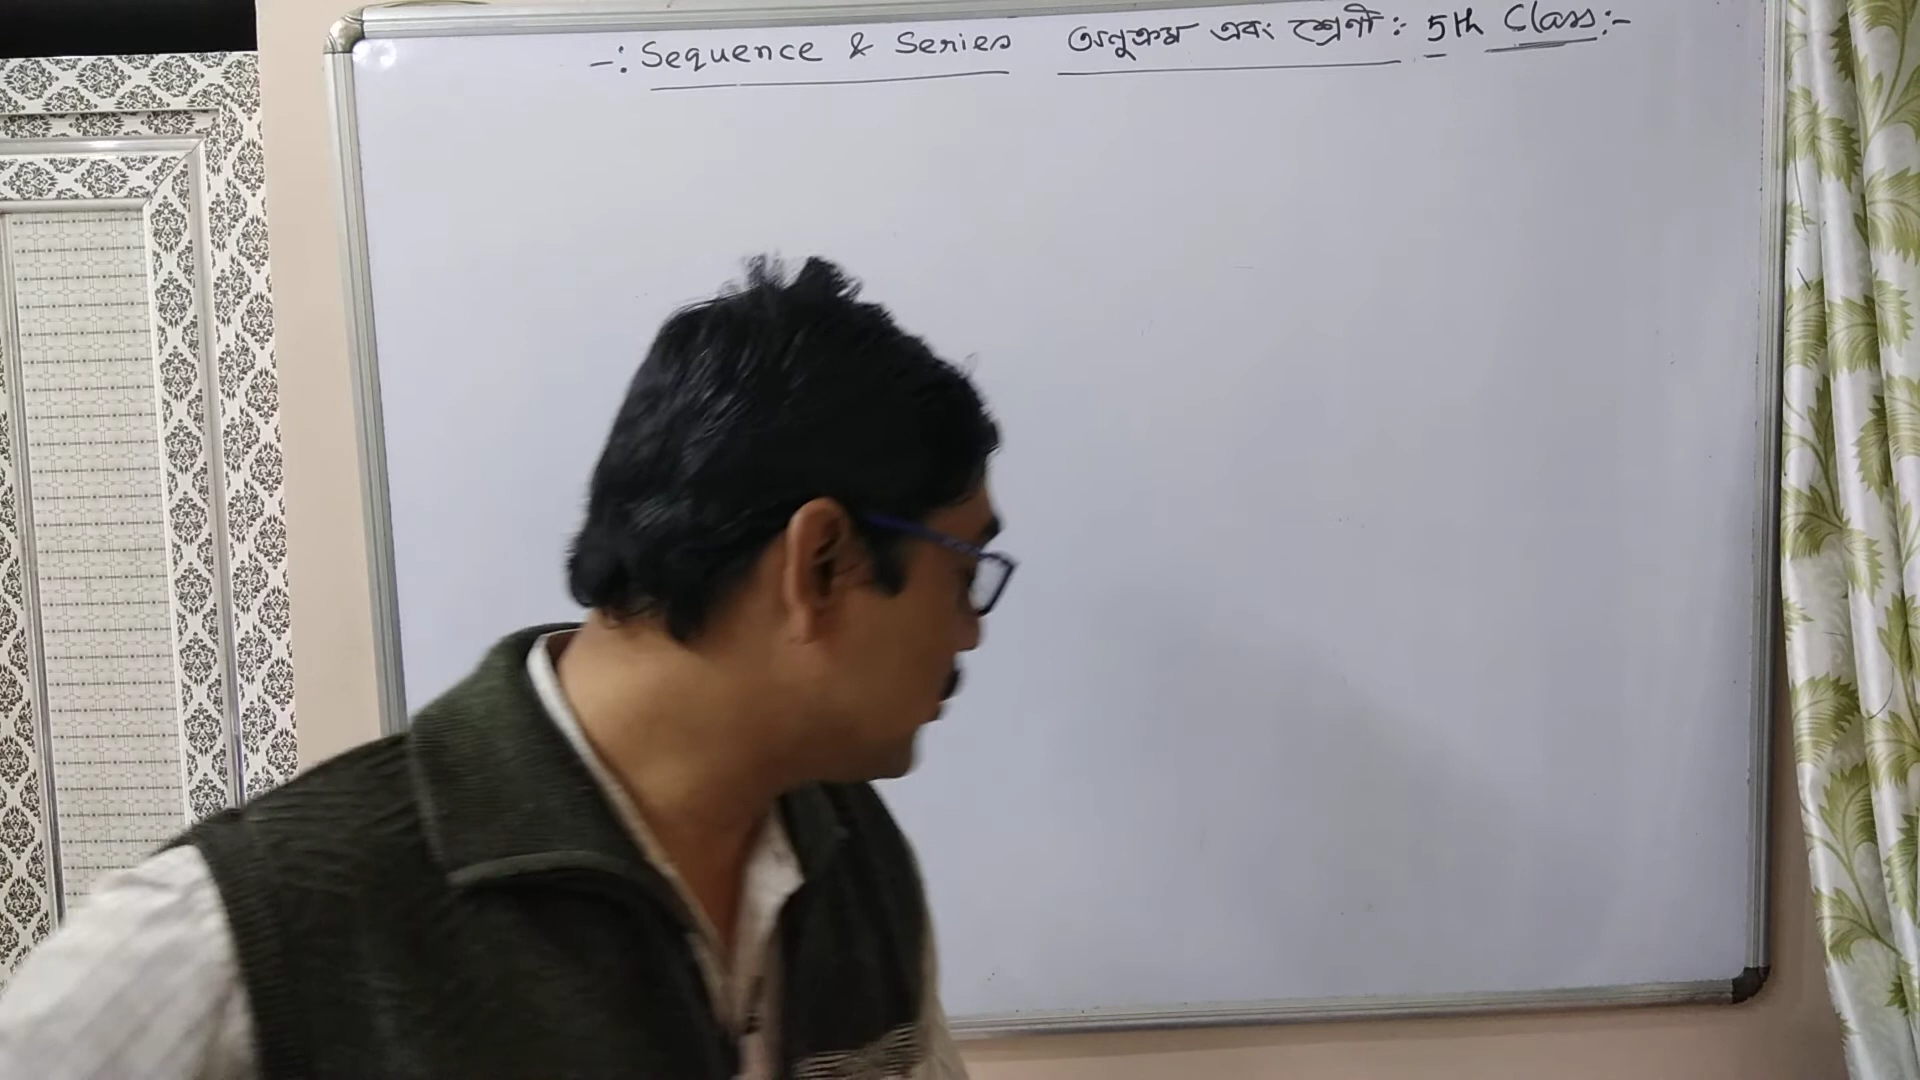 -: Sequence & Series অনুক্রম এবং শ্রেণী : 5th Class :-